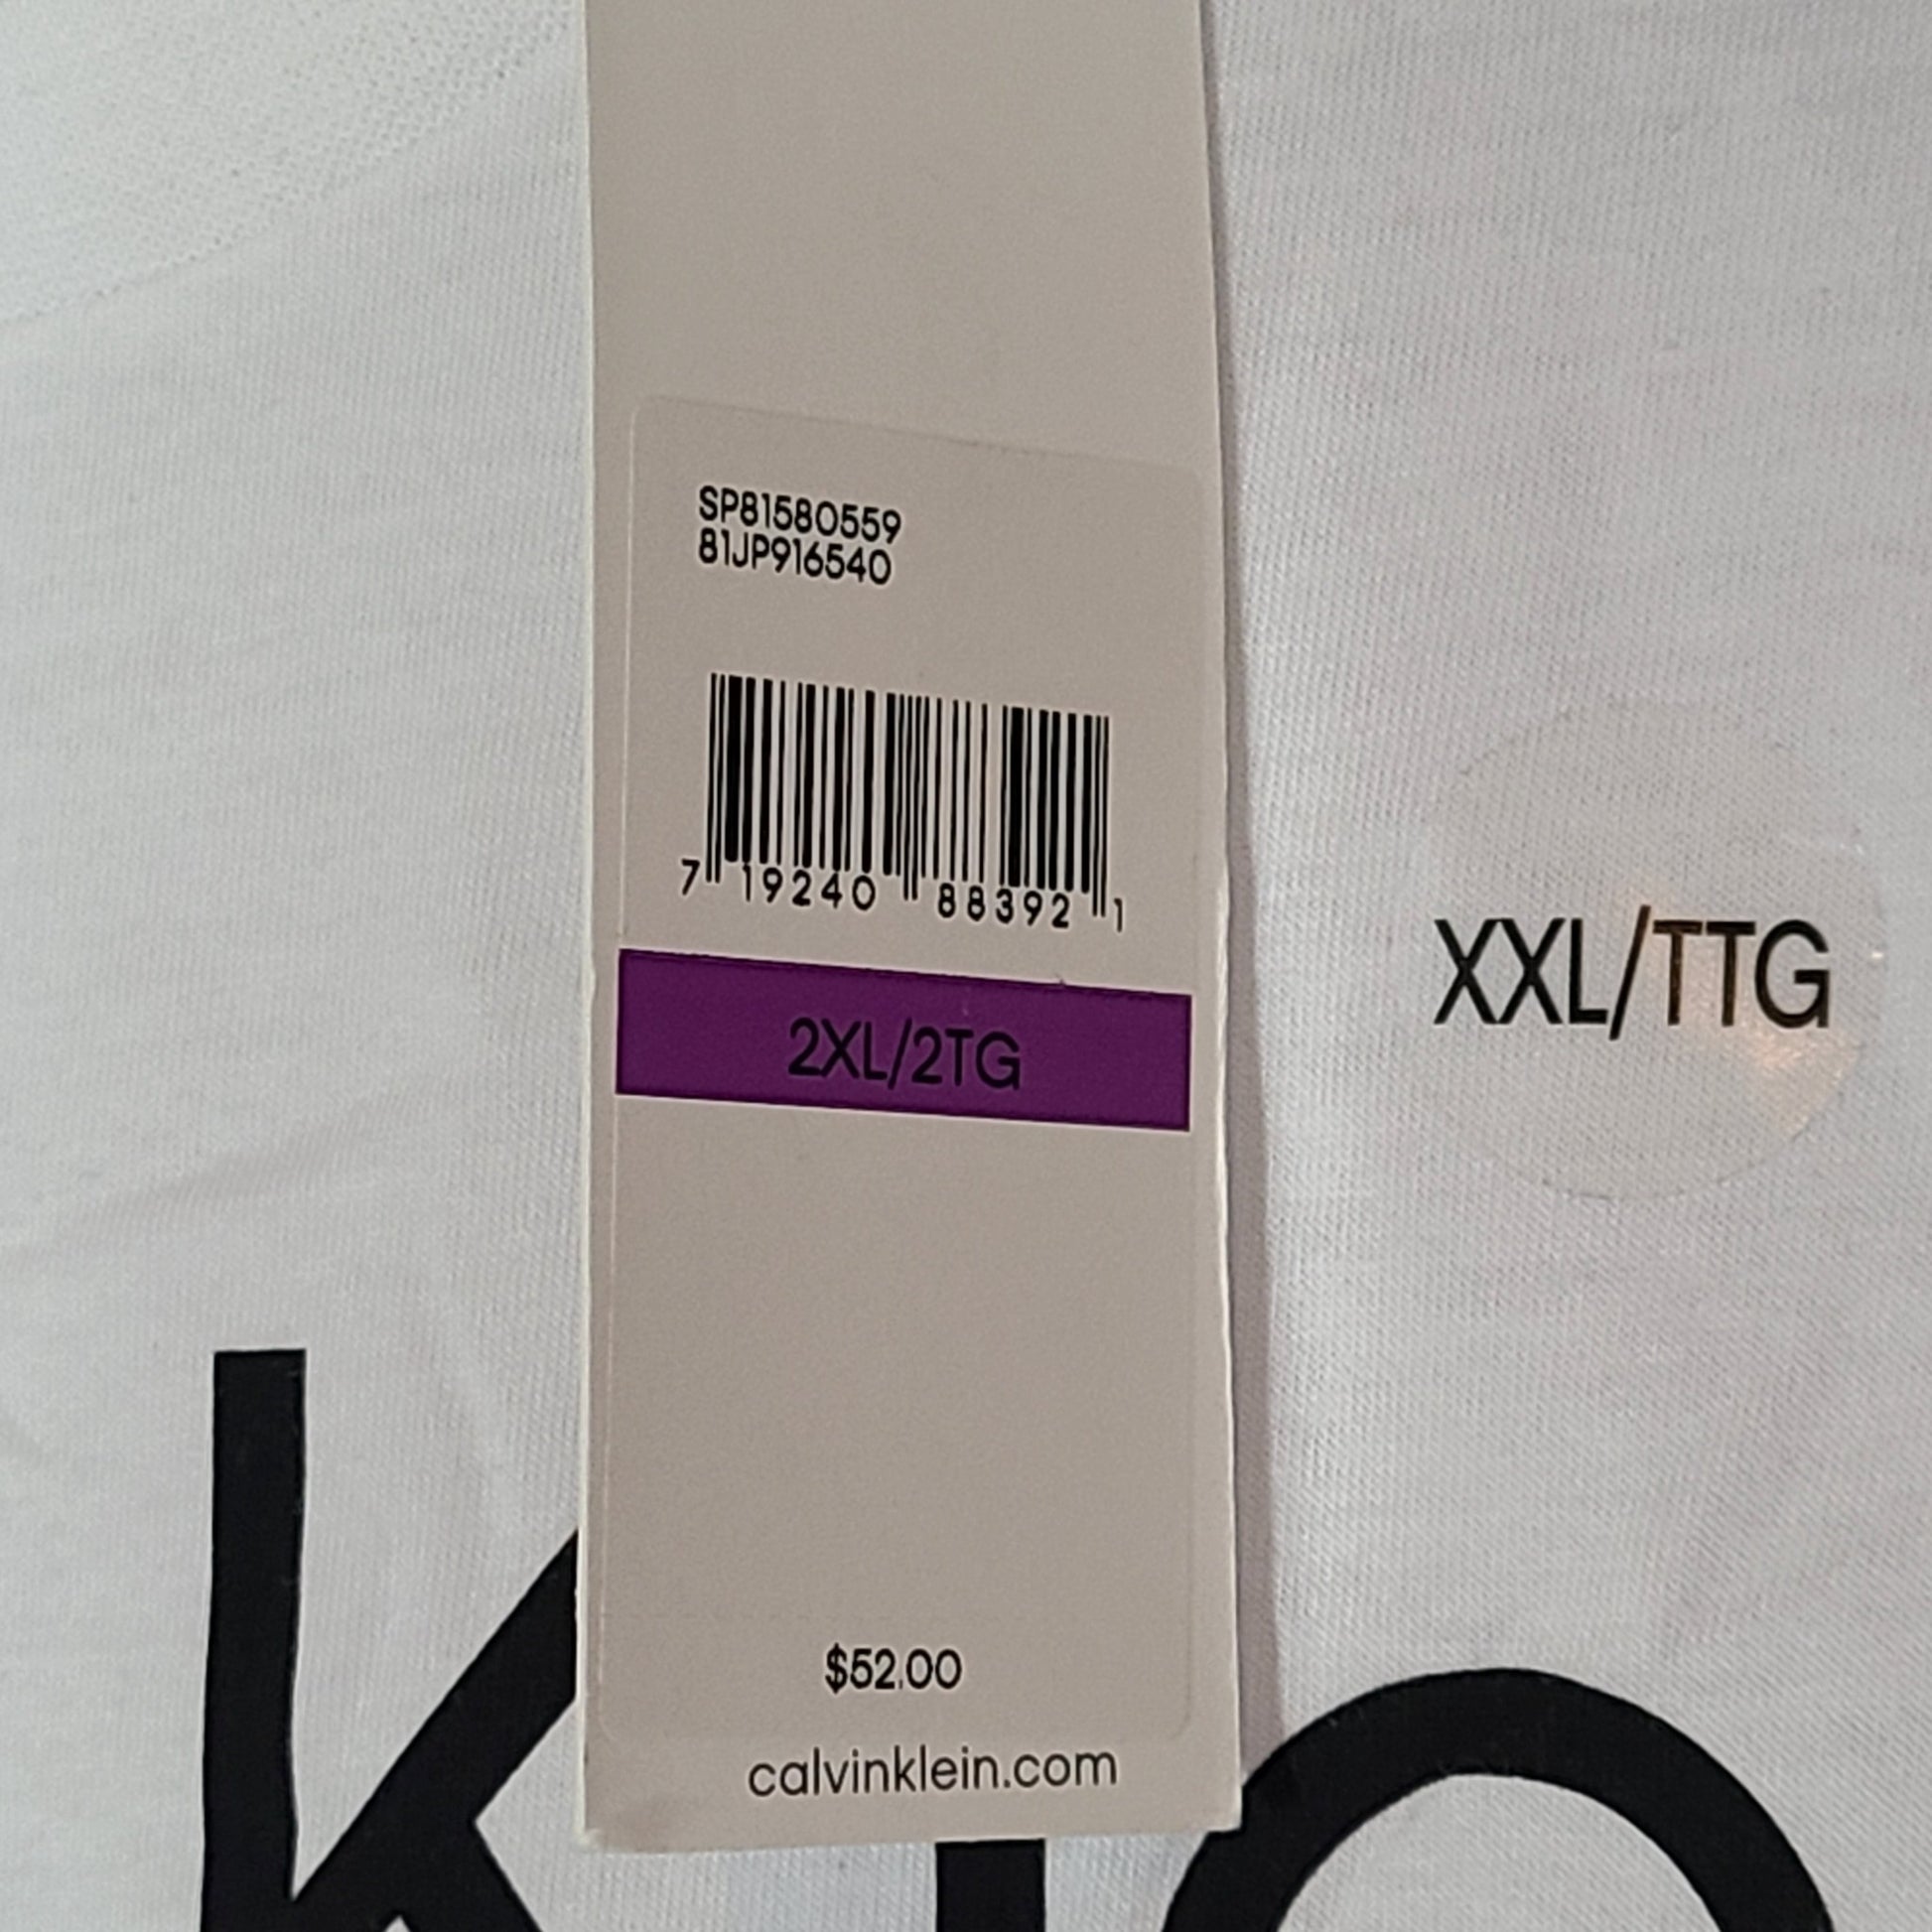 SP81580559
81JP916540
7 19240 88392 1
2XL/2TG
XXL/TTG
$52.00
calvinklein.com